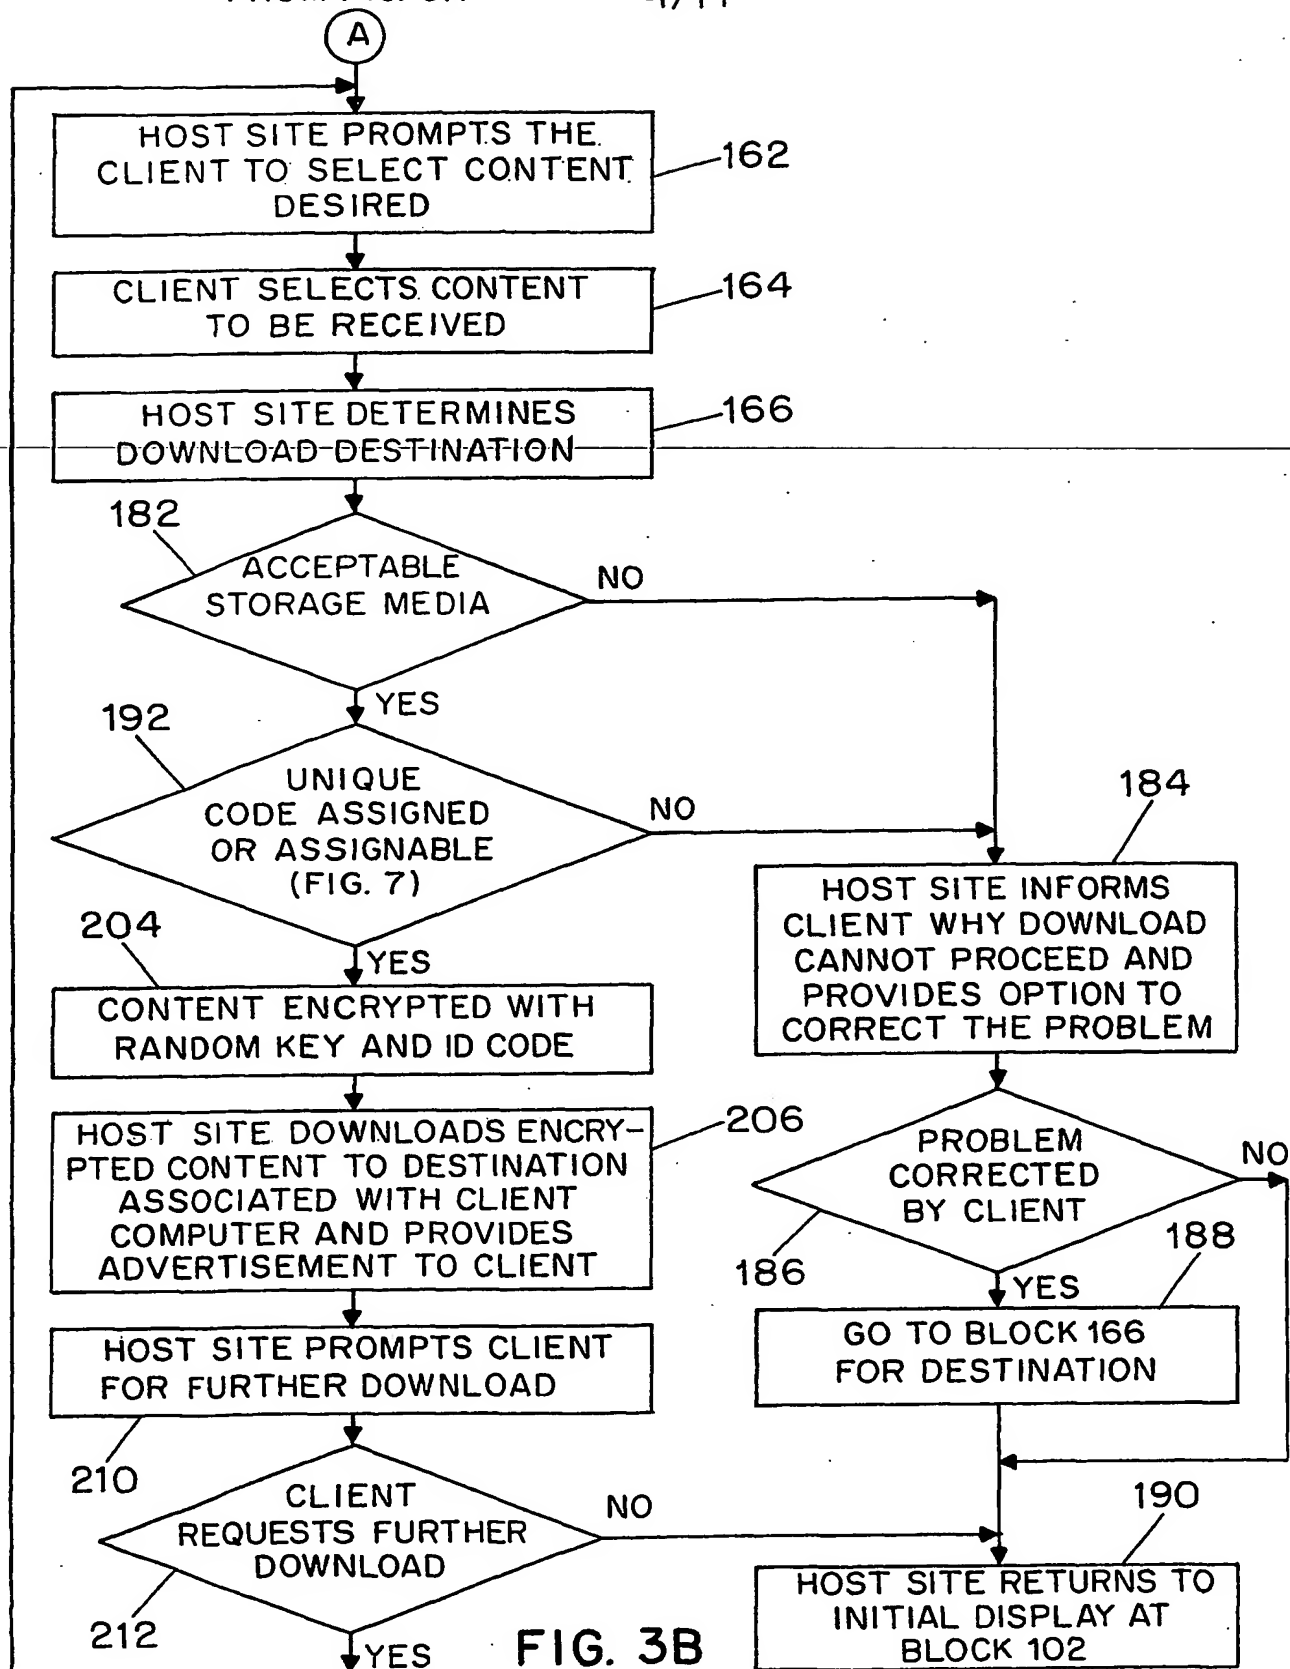 A
HOST SITE PROMPTS THE
CLIENT TO SELECT CONTENT
DESIRED
162
CLIENT SELECTS CONTENT
TO BE RECEIVED
164
HOST SITE DETERMINES
DOWNLOAD DESTINATION
166
182
ACCEPTABLE
STORAGE MEDIA
NO
YES
192
UNIQUE
CODE ASSIGNED
OR ASSIGNABLE
(FIG. 7)
NO
YES
184
HOST SITE INFORMS
CLIENT WHY DOWNLOAD
CANNOT PROCEED AND
PROVIDES OPTION TO
CORRECT THE PROBLEM
204
CONTENT ENCRYPTED WITH
RANDOM KEY AND ID CODE
HOST SITE DOWNLOADS ENCRY-
PTED CONTENT TO DESTINATION
ASSOCIATED WITH CLIENT
COMPUTER AND PROVIDES
ADVERTISEMENT TO CLIENT
206
PROBLEM
CORRECTED
BY CLIENT
NO
186
YES
188
GO TO BLOCK 166
FOR DESTINATION
HOST SITE PROMPTS CLIENT
FOR FURTHER DOWNLOAD
210
CLIENT
REQUESTS FURTHER
DOWNLOAD
NO
212
YES
190
HOST SITE RETURNS TO
INITIAL DISPLAY AT
BLOCK 102
FIG. 3B